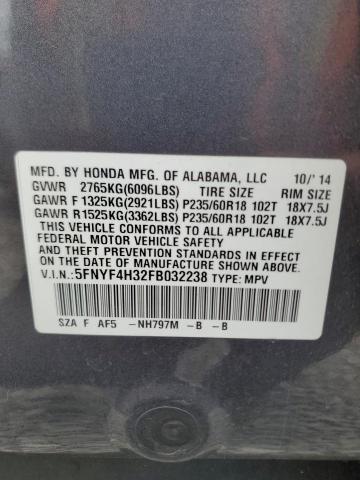 MFD. BY HONDA MFG. OF ALABAMA, LLC 10/'14
GVWR 2765KG(6096LBS) TIRE SIZE RIM SIZE
GAWR F 1325KG(2921LBS) P235/60R18 102T 18X7.5J
GAWR R 1525KG(3362LBS) P235/60R18 102T 18X7.5J
THIS VEHICLE CONFORMS TO ALL APPLICABLE
FEDERAL MOTOR VEHICLE SAFETY
STANDARDS IN EFFECT ON THE DATE OF
MANUFACTURE SHOWN ABOVE.
V.I.N. 5FNYF4H32FB032238 TYPE: MPV
SZA F AF5 -NH797M -B -B